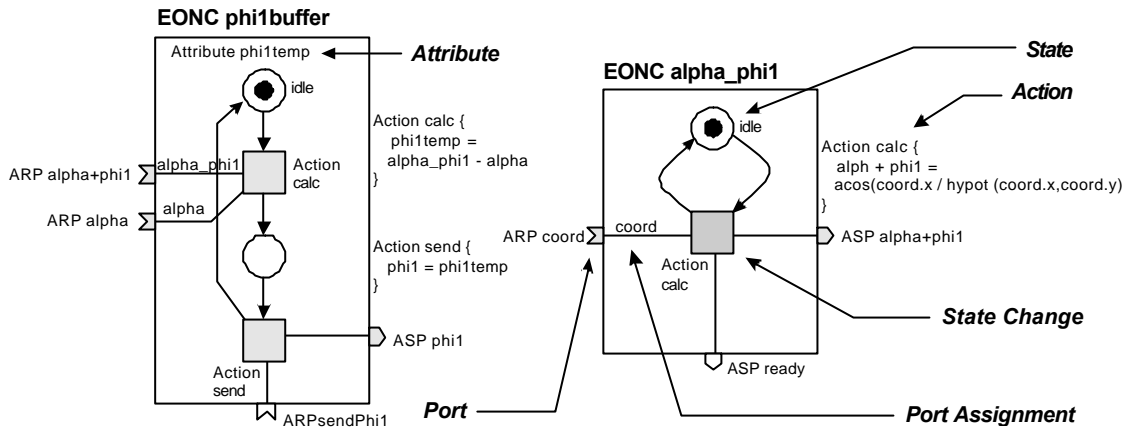 EONC phi1buffer
Attribute phi1temp
Attribute
idle
Action calc {
phi1temp =
alpha_phi1 - alpha
}
ARP alpha+phi1
alpha_phi1
Action
calc
ARP alpha
alpha
Action send {
phi1 = phi1temp
}
ASP phi1
Action
send
ARPsendPhi1
EONC alpha_phi1
State
Action
idle
Action calc {
alph + phi1 =
acos(coord.x / hypot (coord.x,coord.y)
}
ARP coord
coord
ASP alpha+phi1
Action
calc
State Change
ASP ready
Port
Port Assignment